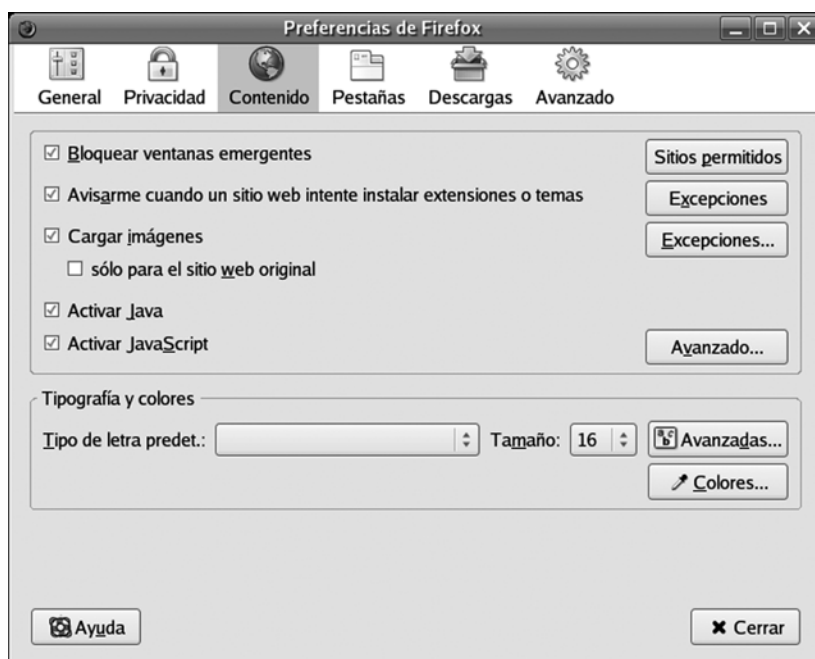 Preferencias de Firefox
General Privacidad Contenido Pestañas Descargas Avanzado
Bloquear ventanas emergentes Sitios permitidos
Avisarme cuando un sitio web intente instalar extensiones o temas Excepciones
Cargar imágenes Excepciones...
sólo para el sitio web original
Activar Java
Activar JavaScript Avanzado...
Tipografía y colores
Tipo de letra predet.: Tamaño: 16 Avanzadas...
Colores...
Ayuda Cerrar